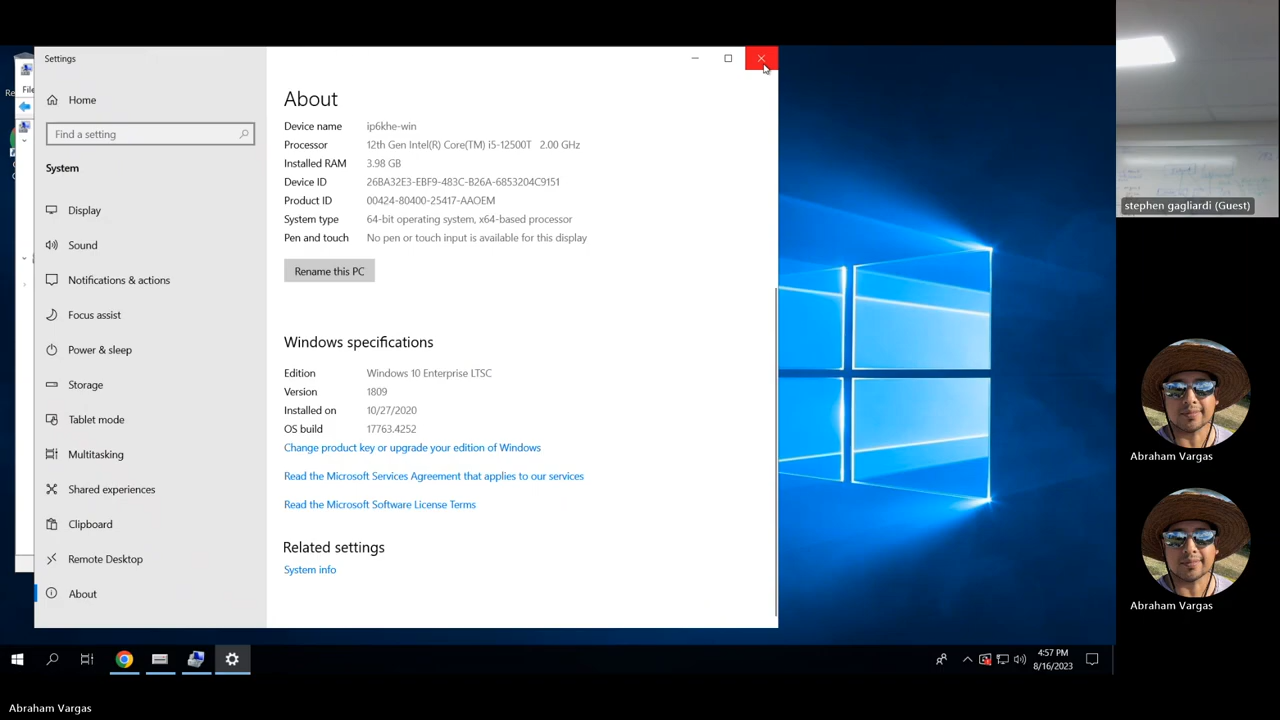 Settings
Home
Find a setting
System
Display
Sound
Notifications & actions
Focus assist
Power & sleep
Storage
Tablet mode
Multitasking
Shared experiences
Clipboard
Remote Desktop
About
About
Device name ip6khe-win
Processor 12th Gen Intel(R) Core(TM) i5-12500T 2.00 GHz
Installed RAM 3.98 GB
Device ID 26BA32E3-EBF9-483C-B26A-6853204C9151
Product ID 00424-80400-25417-AAOEM
System type 64-bit operating system, x64-based processor
Pen and touch No pen or touch input is available for this display
Rename this PC
Windows specifications
Edition Windows 10 Enterprise LTSC
Version 1809
Installed on 10/27/2020
OS build 17763.4252
Change product key or upgrade your edition of Windows
Read the Microsoft Services Agreement that applies to our services
Read the Microsoft Software License Terms
Related settings
System info
4:57 PM
8/16/2023
stephen gagliardi (Guest)
Abraham Vargas
Abraham Vargas
Abraham Vargas